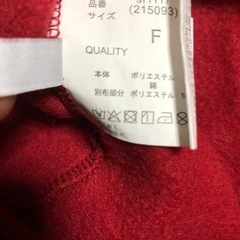 品番
サイズ (215093)
F
QUALITY
本体 ポリエステル
綿
別布部分 ポリエステル